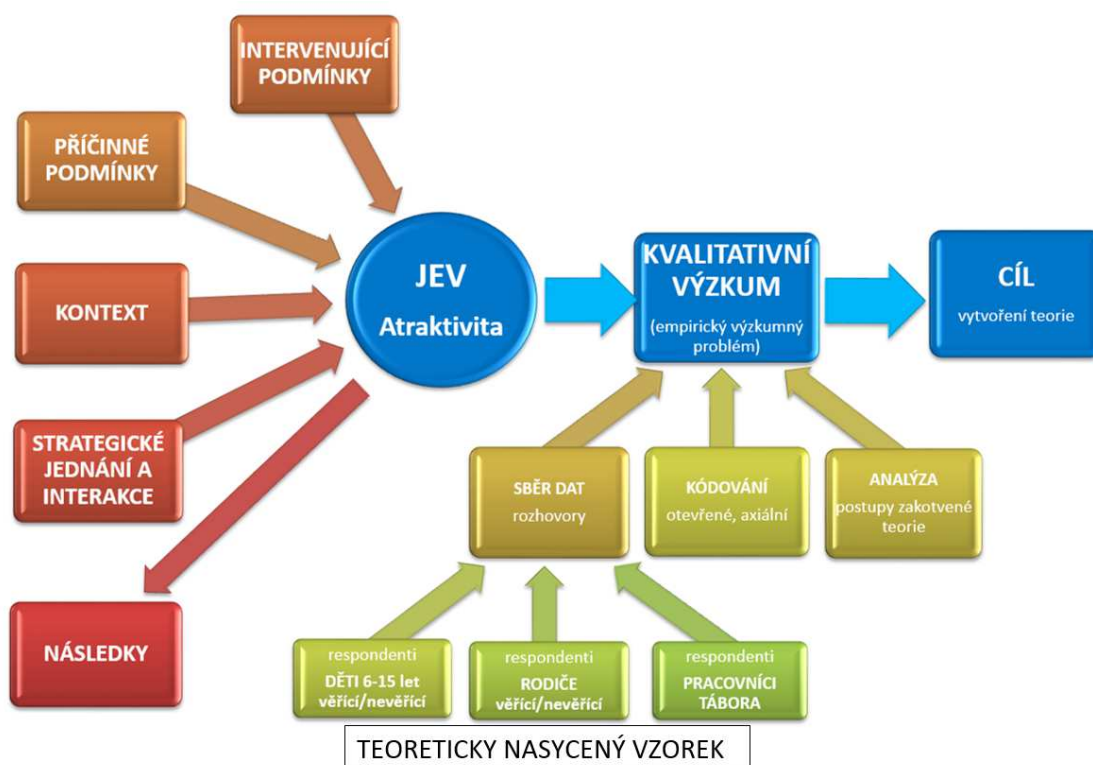 INTERVENUJÍCÍ
PODMÍNKY
PŘÍČINNÉ
PODMÍNKY
KONTEXT
STRATEGICKÉ
JEDNÁNÍ A
INTERAKCE
NÁSLEDKY
JEV
Atraktivita
KVALITATIVNÍ
VÝZKUM
(empirický výzkumný
problém)
CÍL
vytvoření teorie
SBĚR DAT
rozhovory
KÓDOVÁNÍ
otevřené, axiální
ANALÝZA
postupy zakotvené
teorie
respondenti
DĚTI 6-15 let
věřící/nevěřící
respondenti
RODIČE
věřící/nevěřící
respondenti
PRACOVNÍCI
TÁBORA
TEORETICKY NASYCENÝ VZOREK